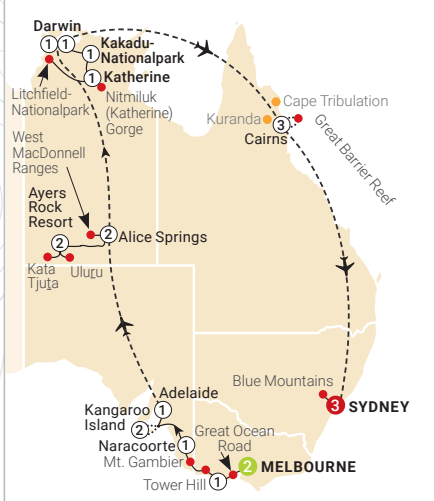 Darwin
1
1
Kakadu-
Nationalpark
1
1
Katherine
Litchfield-
Nationalpark
Nitmiluk
(Katherine)
Gorge
Cape Tribulation
Kuranda
3
Cairns
Great Barrier Reef
West
MacDonnell
Ranges
Ayers
Rock
Resort
2
2
Alice Springs
Kata
Tjuṯa
Uluṟu
Blue Mountains
3
SYDNEY
Adelaide
1
Kangaroo
Island
2
Naracoorte
1
Great Ocean
Road
Mt. Gambier
2
MELBOURNE
Tower Hill
1